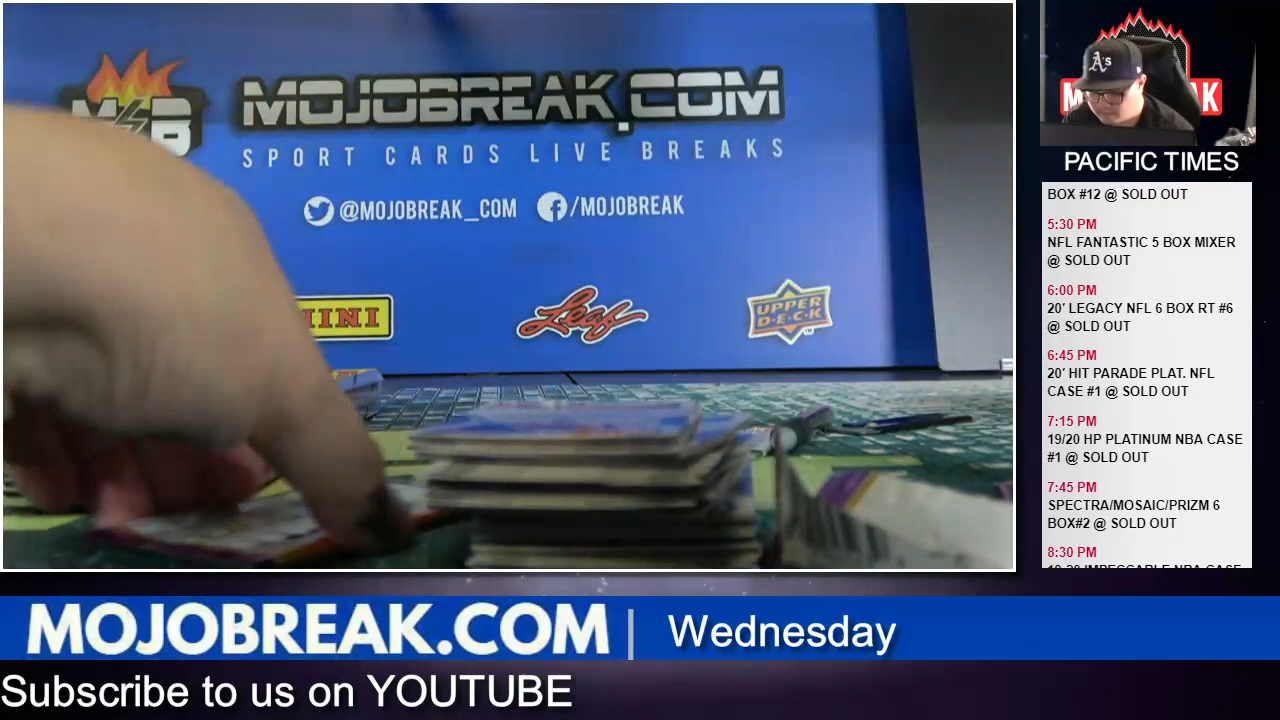 MOJOBREAK.COM
SPORT CARDS LIVE BREAKS
@MOJOBREAK_COM /MOJOBREAK
Leaf
UPPER
D·E·C·K
A's
PACIFIC TIMES
BOX #12 @ SOLD OUT
5:30 PM
NFL FANTASTIC 5 BOX MIXER
@ SOLD OUT
6:00 PM
20' LEGACY NFL 6 BOX RT #6
@ SOLD OUT
6:45 PM
20' HIT PARADE PLAT. NFL
CASE #1 @ SOLD OUT
7:15 PM
19/20 HP PLATINUM NBA CASE
#1 @ SOLD OUT
7:45 PM
SPECTRA/MOSAIC/PRIZM 6
BOX#2 @ SOLD OUT
8:30 PM
MOJOBREAK.COM | Wednesday
Subscribe to us on YOUTUBE